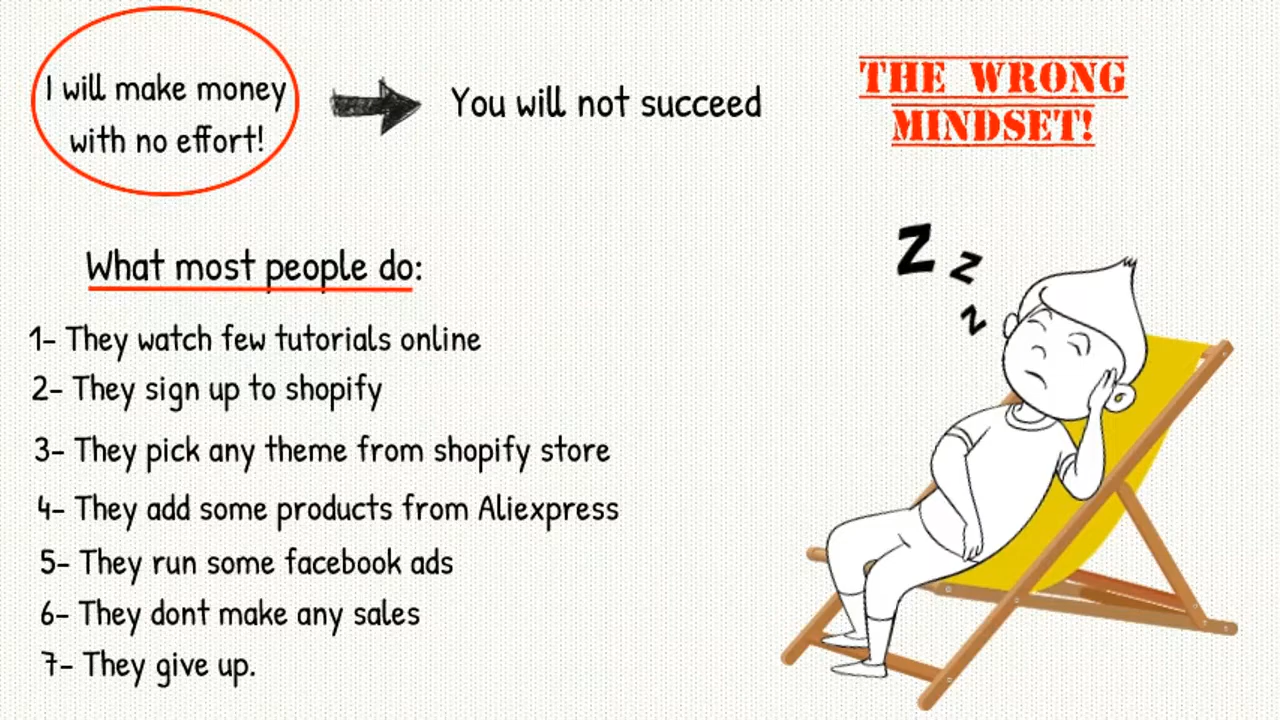 I will make money
with no effort!
You will not succeed
THE WRONG
MINDSET!
Z
z
z
What most people do:
1- They watch few tutorials online
2- They sign up to shopify
3- They pick any theme from shopify store
4- They add some products from Aliexpress
5- They run some facebook ads
6- They dont make any sales
7- They give up.